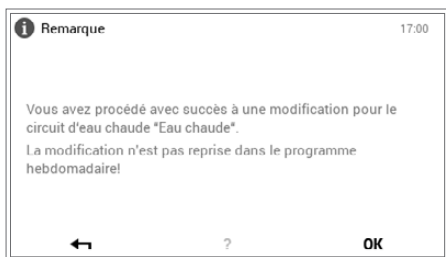 i Remarque 17:00
Vous avez procédé avec succès à une modification pour le
circuit d'eau chaude "Eau chaude".
La modification n'est pas reprise dans le programme
hebdomadaire!
? OK